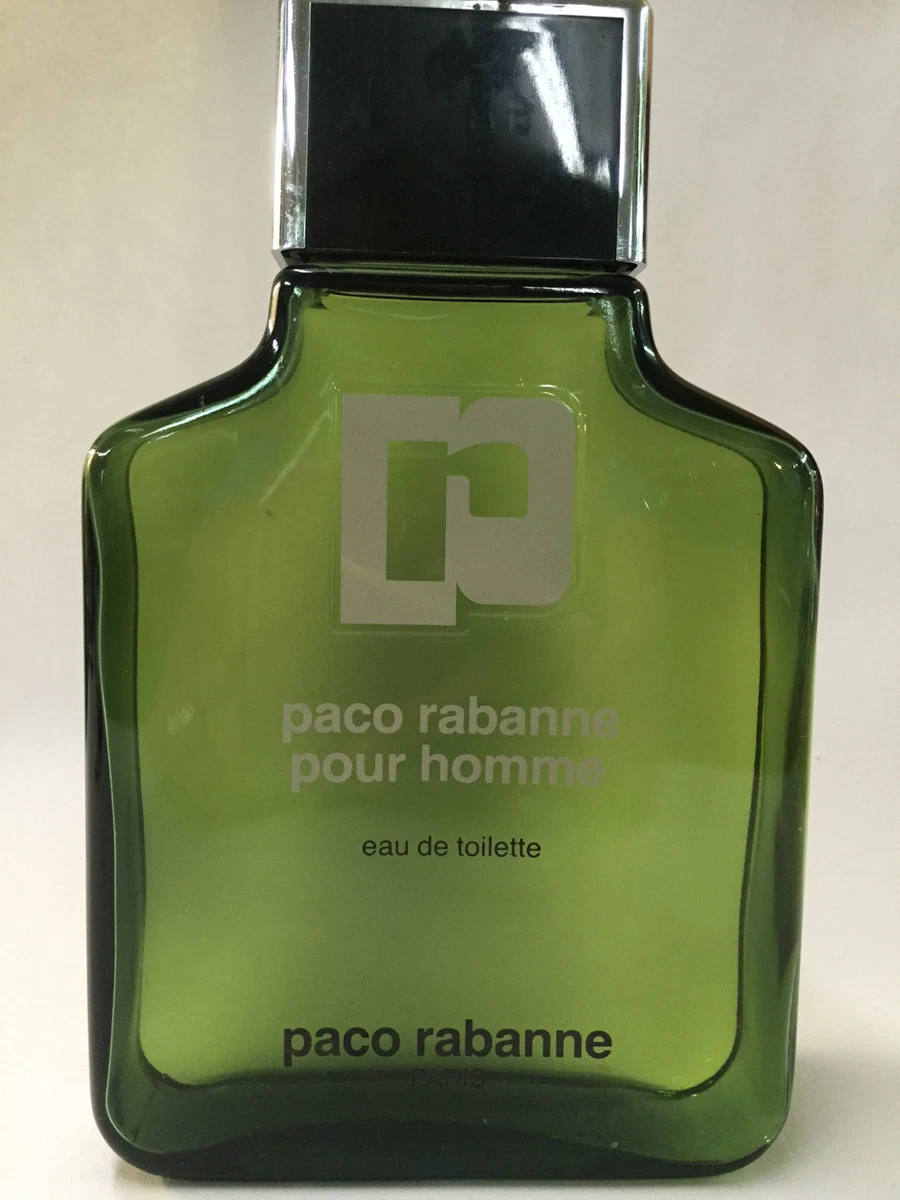 paco rabanne
pour homme
eau de toilette
paco rabanne
PARIS